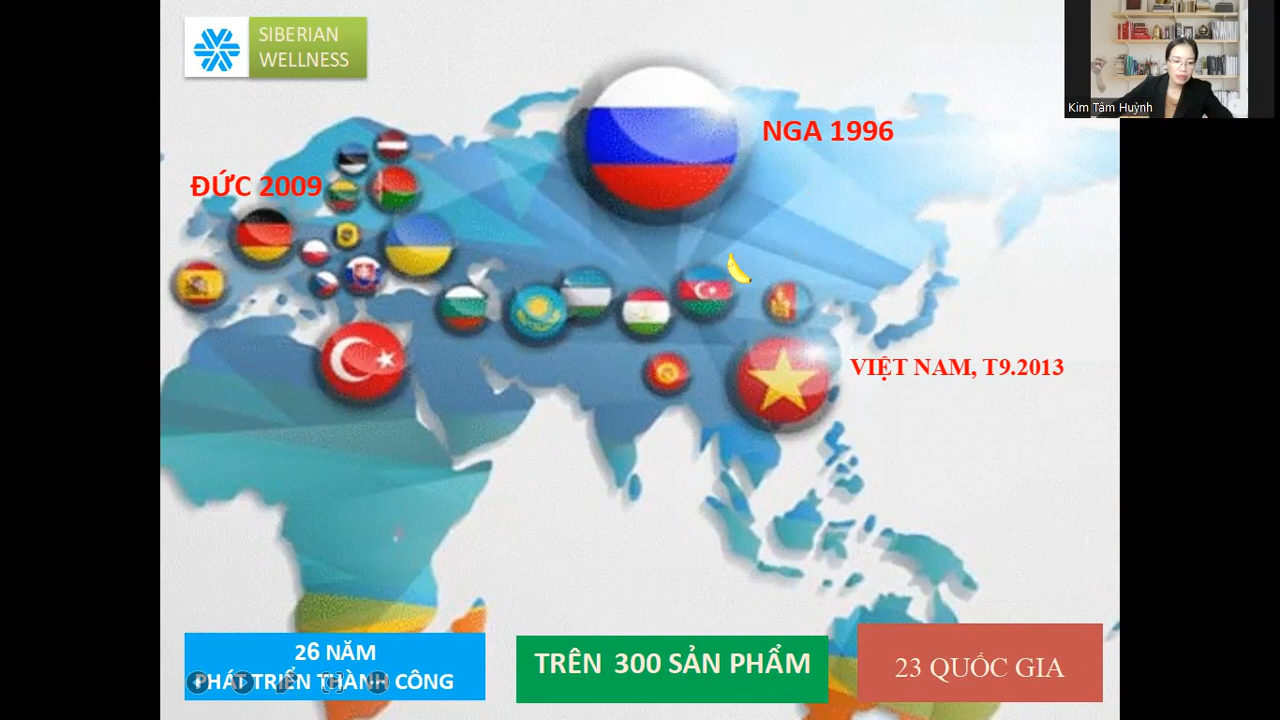 SIBERIAN
WELLNESS
Kim Tâm Huỳnh
NGA 1996
ĐỨC 2009
VIỆT NAM, T9.2013
26 NĂM
PHÁT TRIỂN THÀNH CÔNG
TRÊN 300 SẢN PHẨM
23 QUỐC GIA